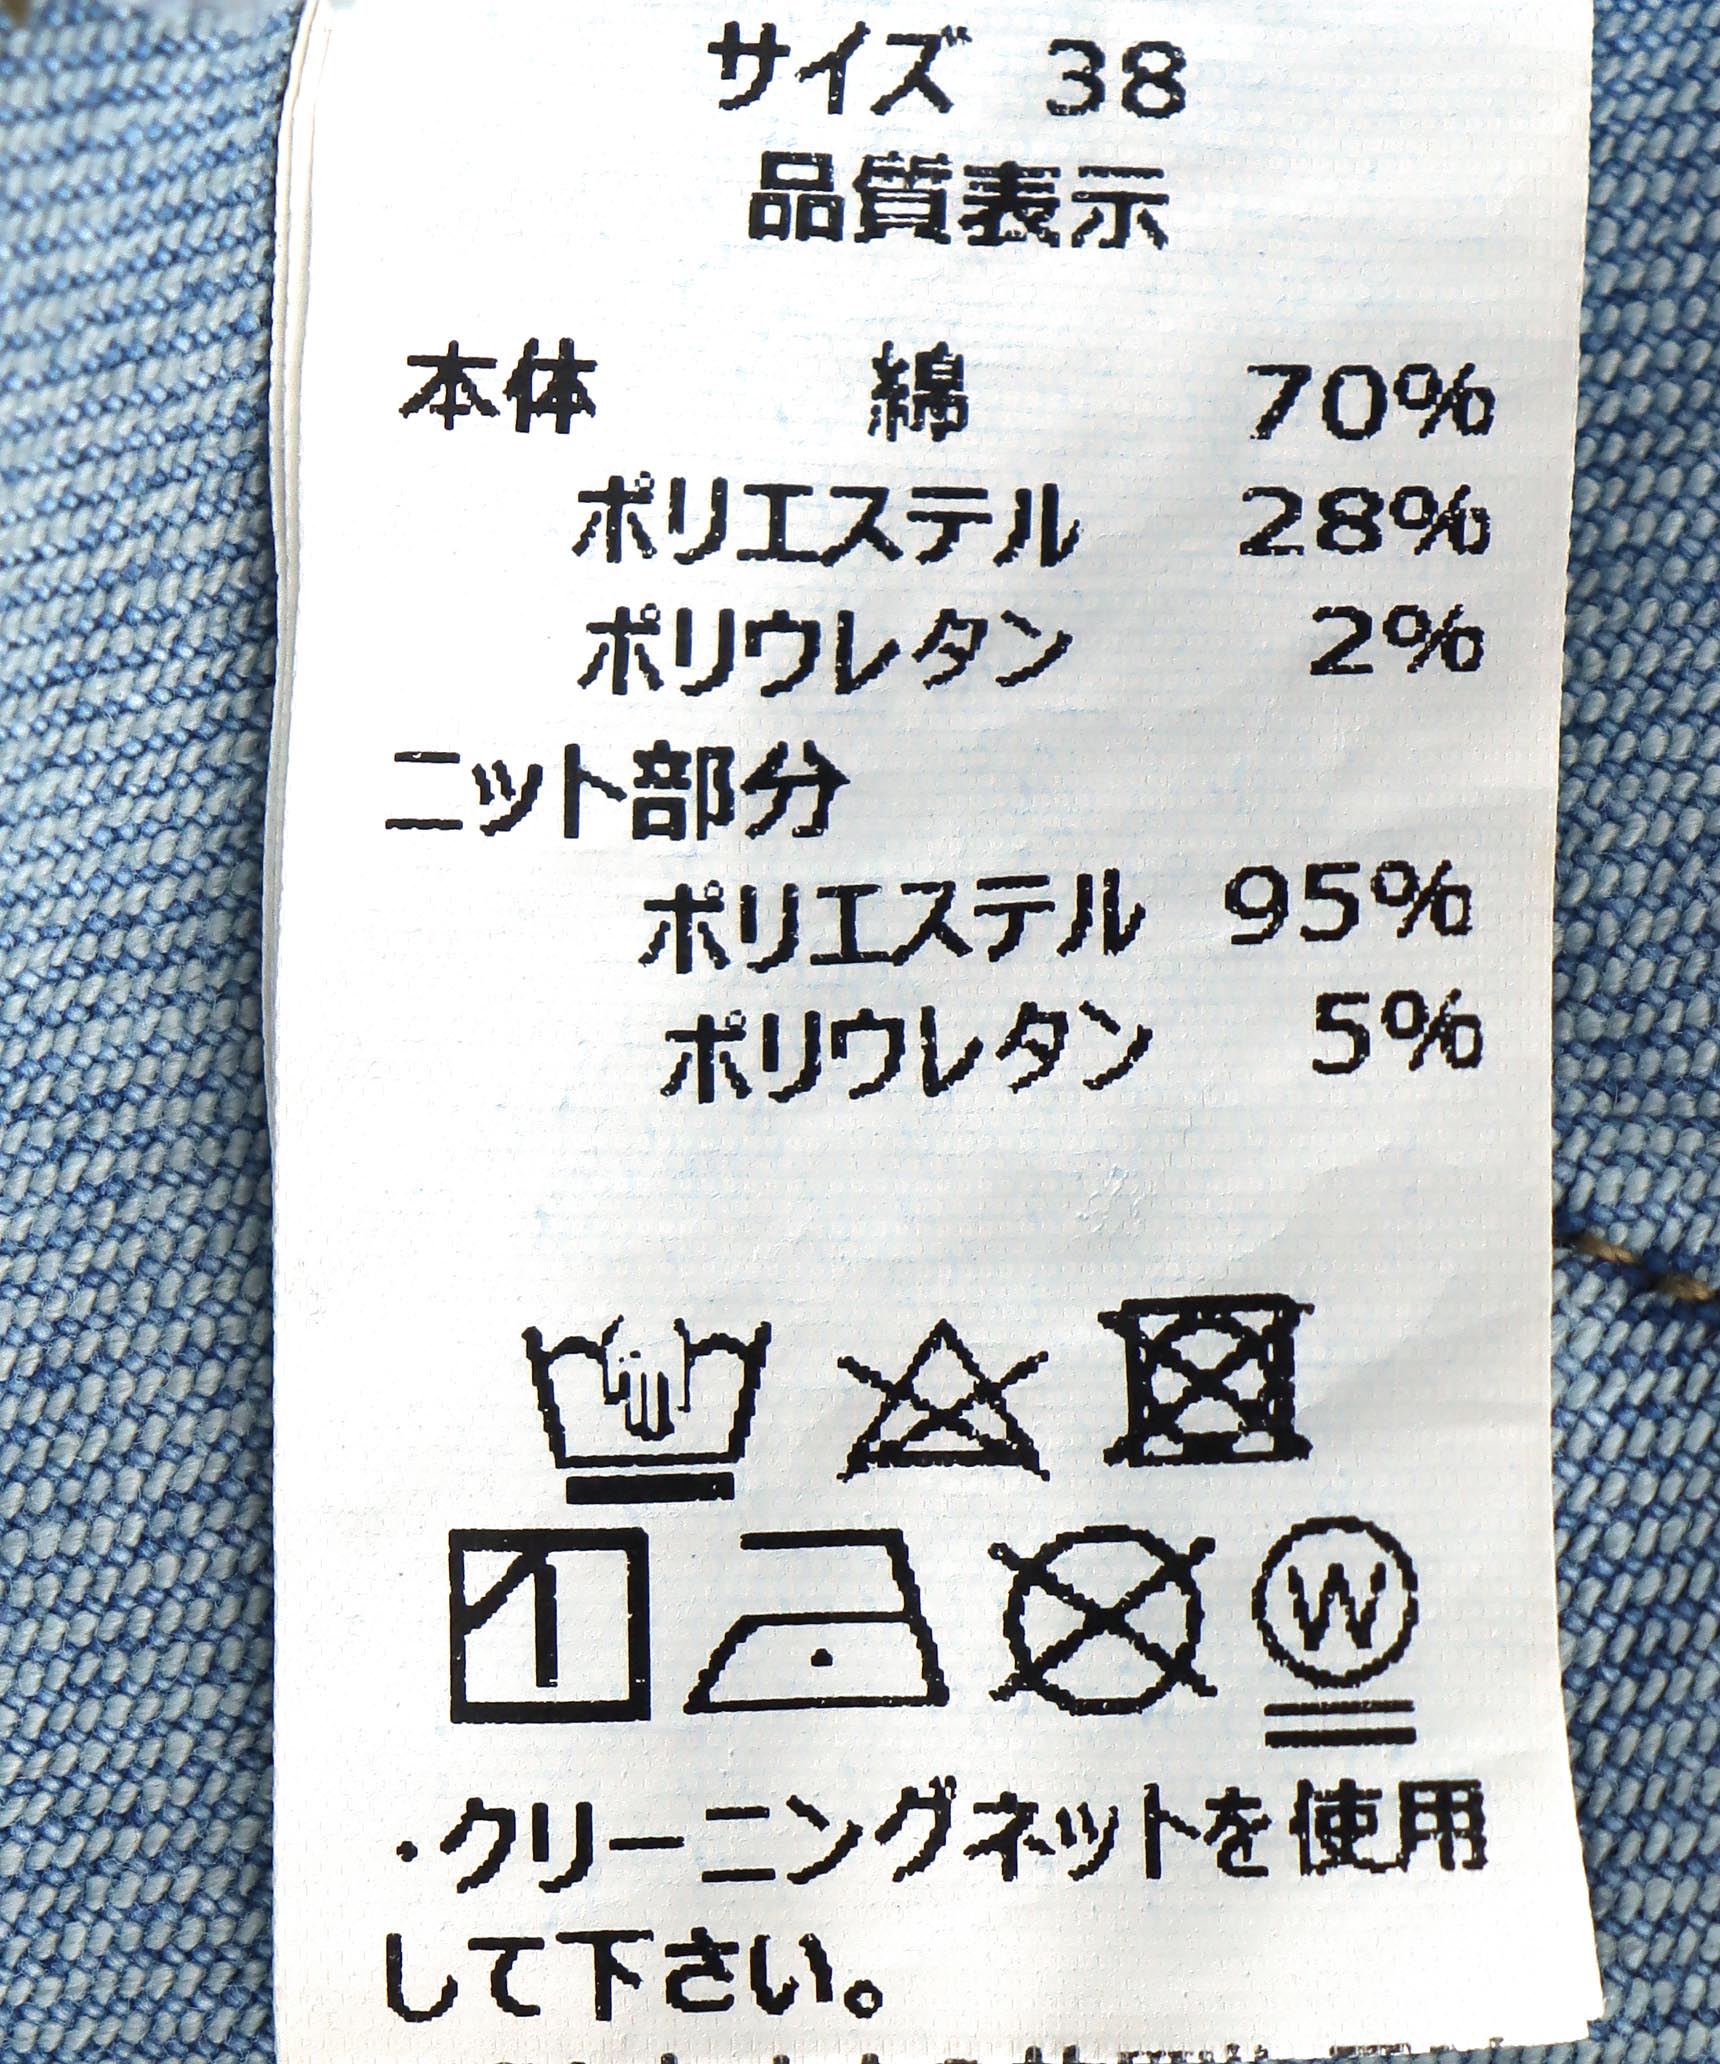 サイズ 38
品質表示
本体 綿 70%
ポリエステル 28%
ポリウレタン 2%
ニット部分
ポリエステル 95%
ポリウレタン 5%
W
・クリーニングネットを使用
して下さい。